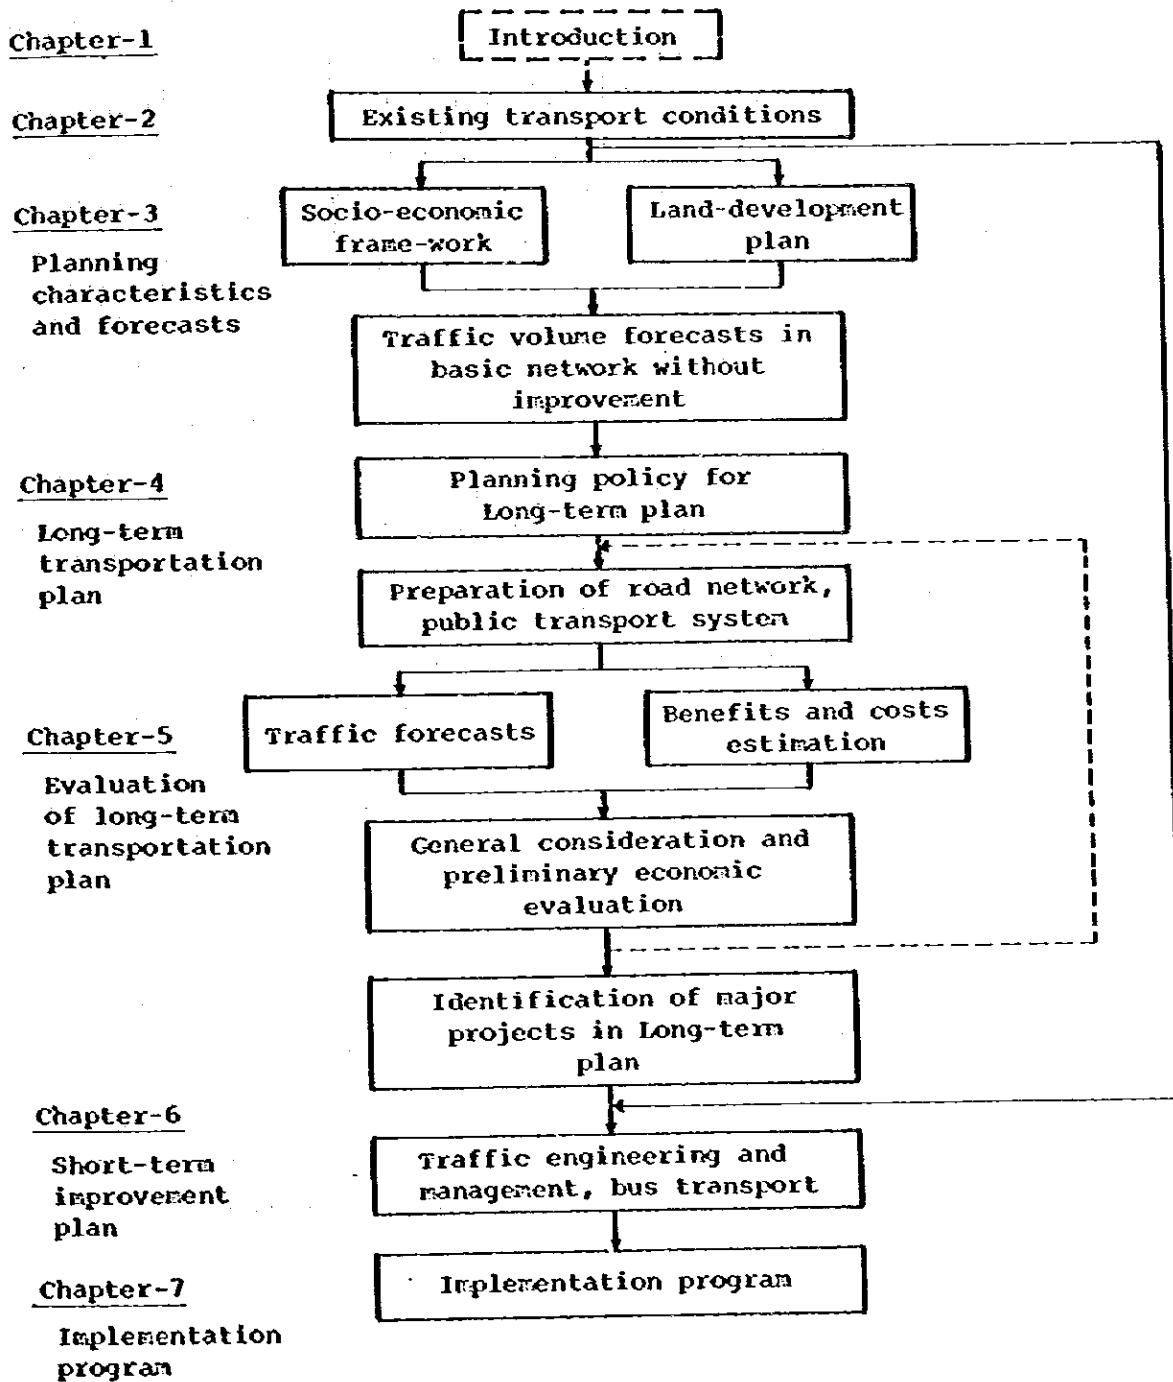 Chapter-1
Introduction
Chapter-2
Existing transport conditions
Chapter-3
Planning
characteristics
and forecasts
Socio-economic
frame-work
Land-development
plan
Traffic volume forecasts in
basic network without
improvement
Chapter-4
Long-term
transportation
plan
Planning policy for
Long-term plan
Preparation of road network,
public transport system
Chapter-5
Evaluation
of long-term
transportation
plan
Traffic forecasts
Benefits and costs
estimation
General consideration and
preliminary economic
evaluation
Identification of major
projects in Long-term
plan
Chapter-6
Short-term
improvement
plan
Traffic engineering and
management, bus transport
Chapter-7
Implementation
program
Implementation program